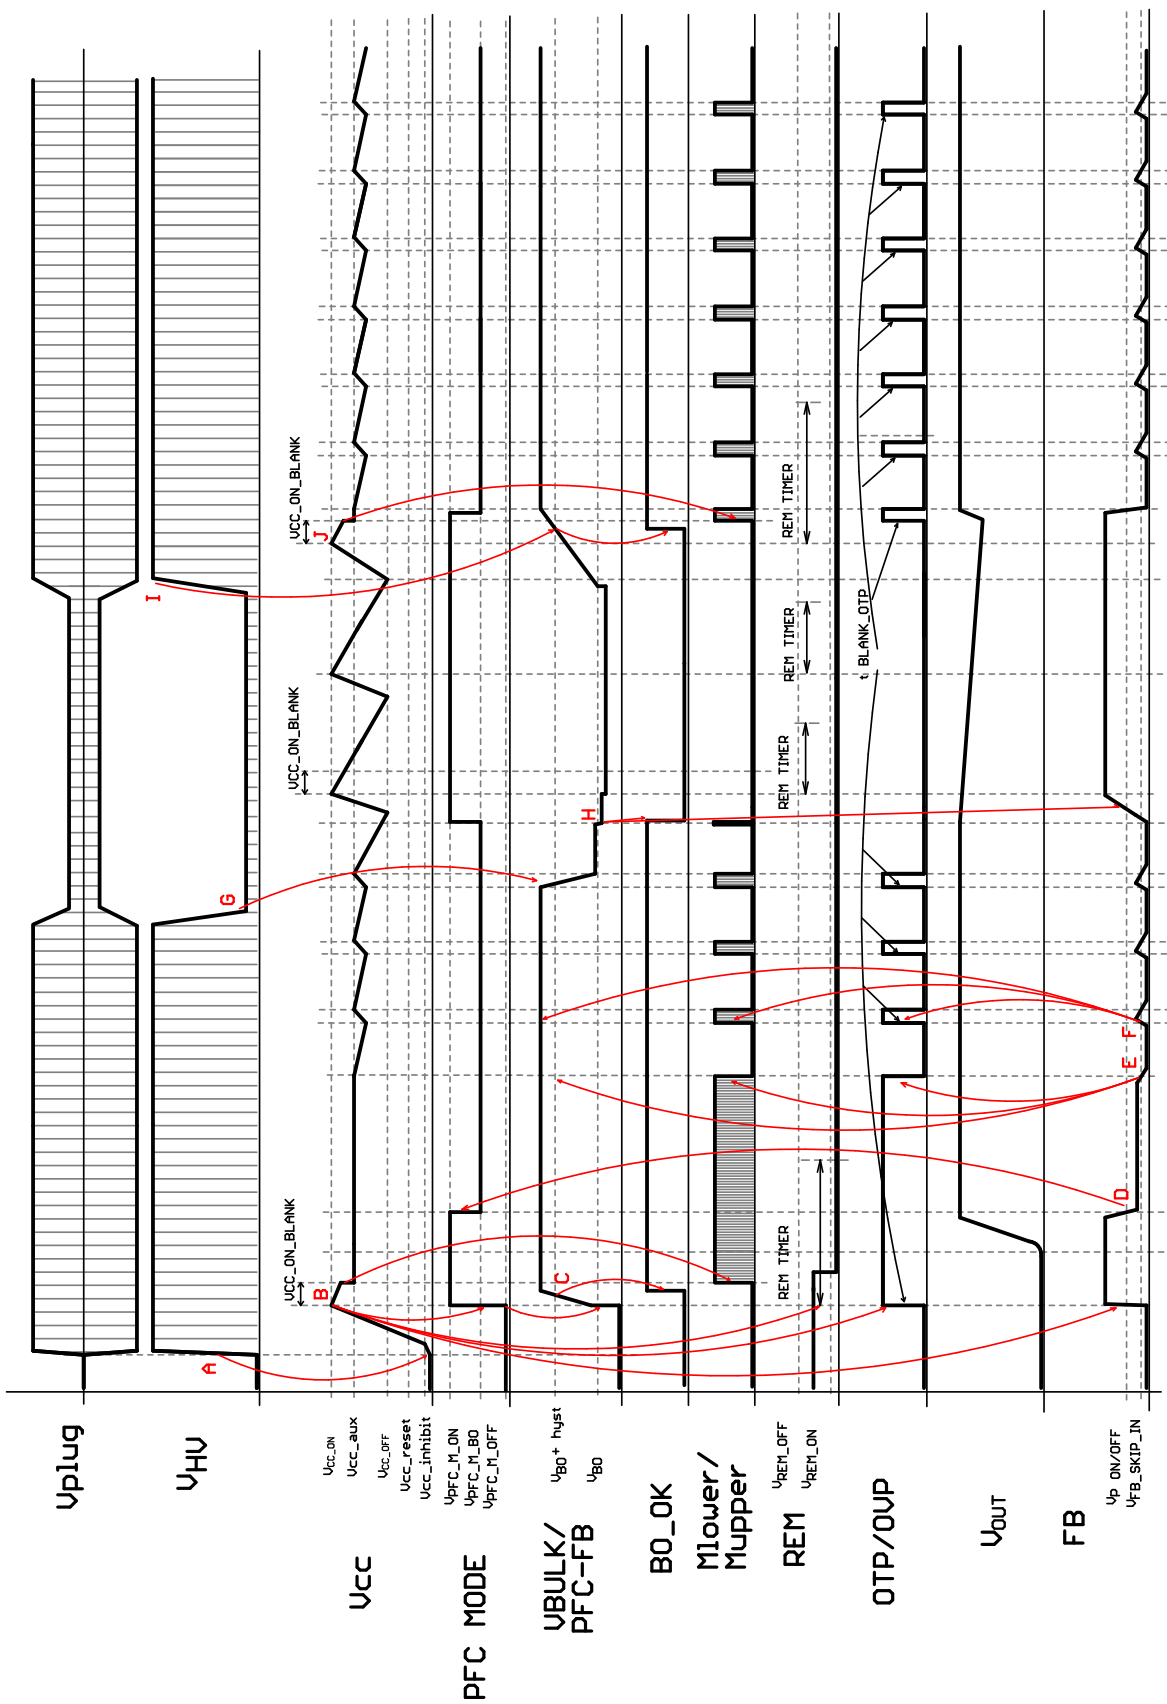 Vplug
VHV
VCC_ON
Vcc_aux
VCC_OFF
Vcc_reset
Vcc_inhibit
Vcc
VPFC_M_ON
VPFC_M_BO
VPFC_M_OFF
PFC MODE
VBO+ hyst
VBO
VBULK/
PFC-FB
BO_OK
Mlower/
Mupper
VREM_OFF
VREM_ON
REM
OTP/OVP
VOUT
VP ON/OFF
VFB_SKIP_IN
FB
A
B
C
D
E
F
G
H
I
J
VCC_ON_BLANK
VCC_ON_BLANK
VCC_ON_BLANK
REM TIMER
REM TIMER
REM TIMER
REM TIMER
t BLANK_OTP